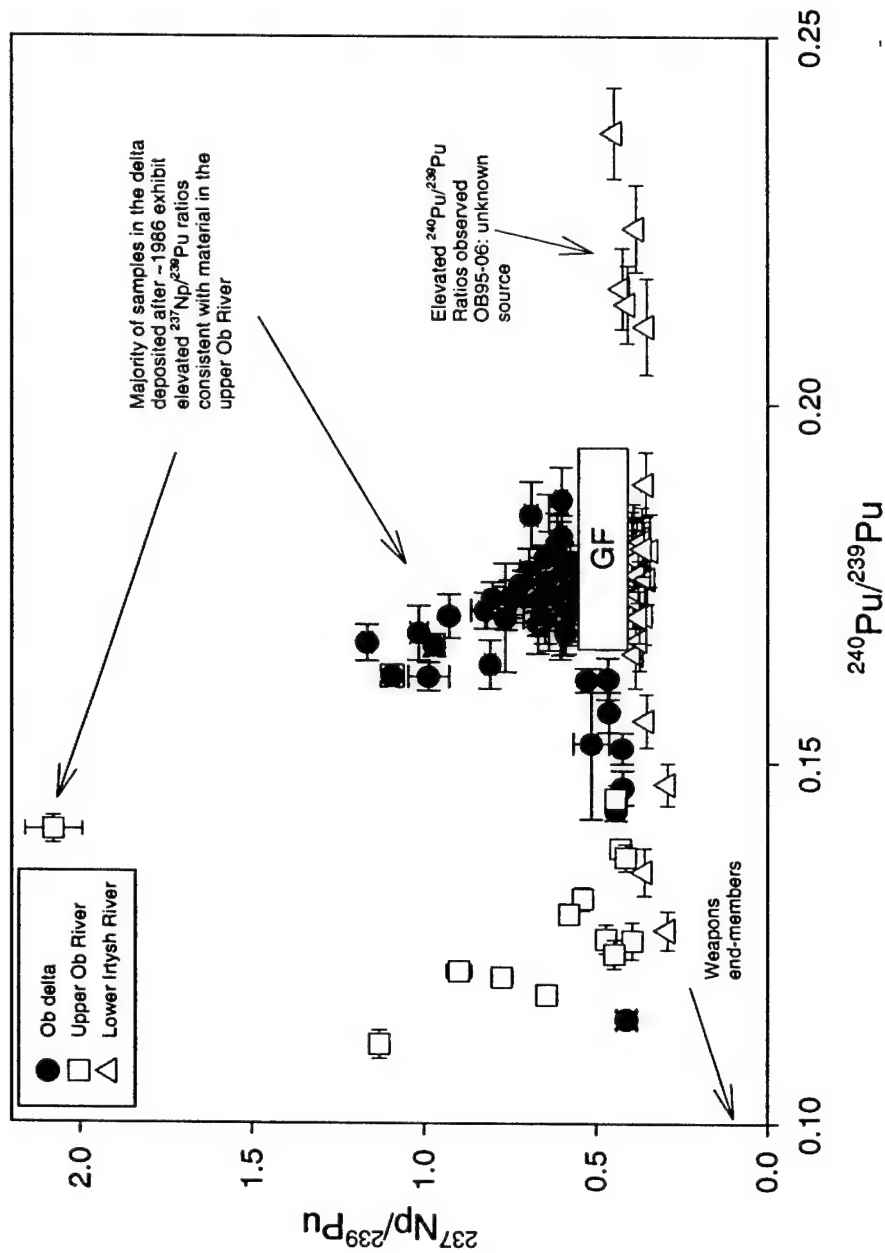 Ob delta
Upper Ob River
Lower Irtysh River
Majority of samples in the delta
deposited after ~1986 exhibit
elevated ²³⁷Np/²³⁹Pu ratios
consistent with material in the
upper Ob River
Elevated ²⁴⁰Pu/²³⁹Pu
Ratios observed
OB95-06: unknown
source
GF
Weapons
end-members
²³⁷Np/²³⁹Pu
2.0
1.5
1.0
0.5
0.0
0.10
0.15
0.20
0.25
²⁴⁰Pu/²³⁹Pu